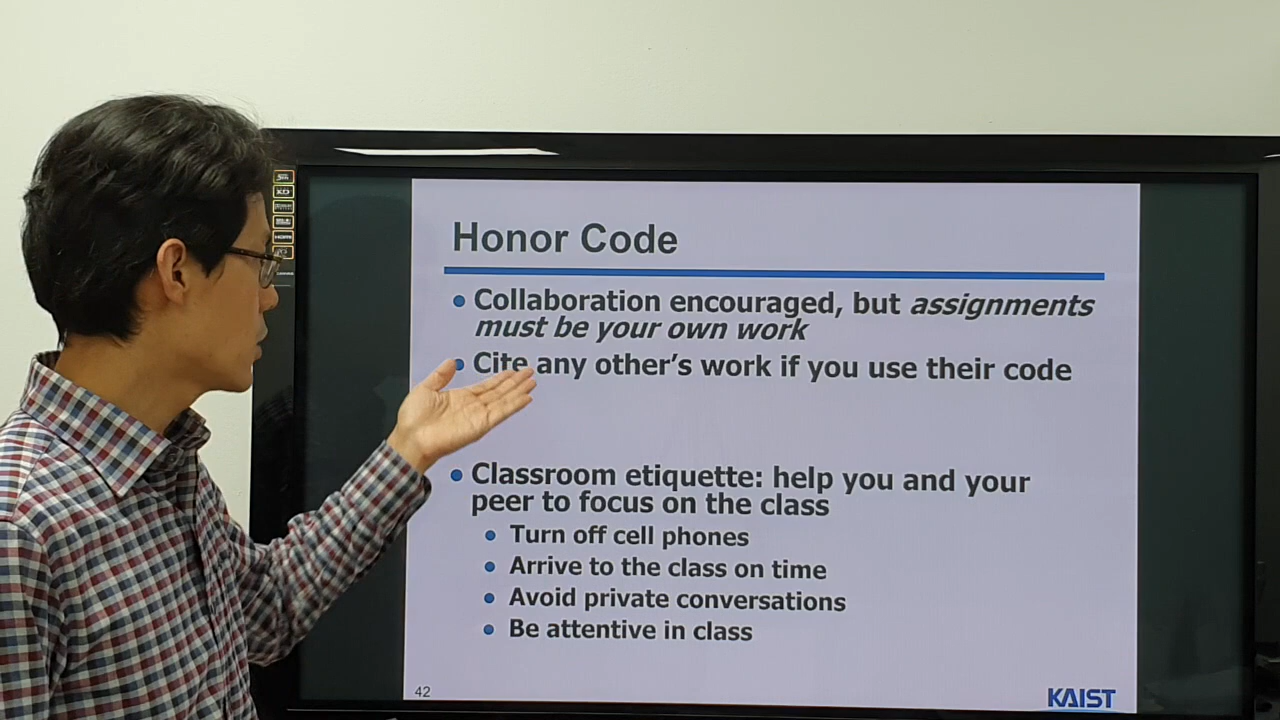 Honor Code
Collaboration encouraged, but assignments
must be your own work
Cite any other's work if you use their code
Classroom etiquette: help you and your
peer to focus on the class
Turn off cell phones
Arrive to the class on time
Avoid private conversations
Be attentive in class
42
KAIST